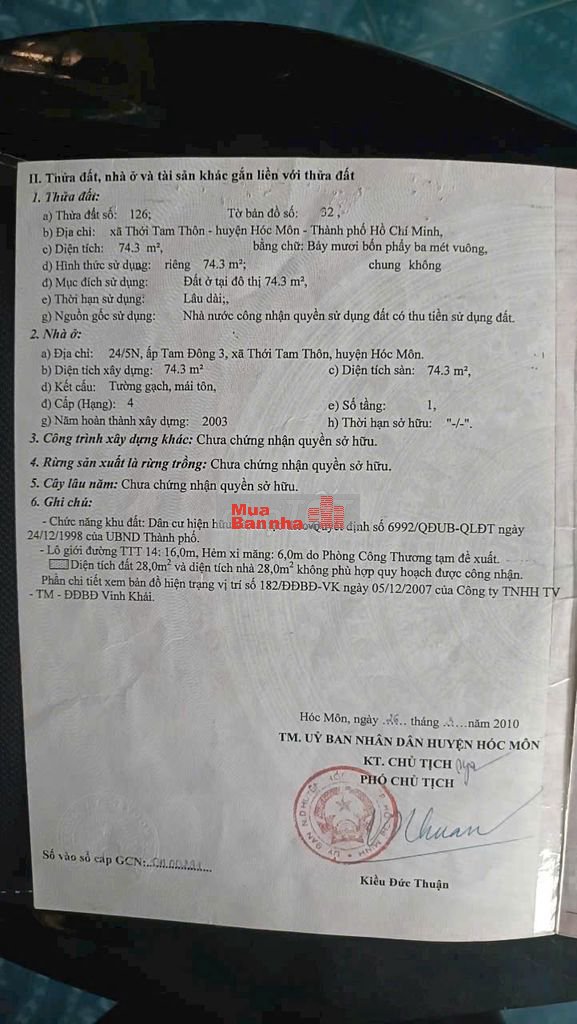 II. Thửa đất, nhà ở và tài sản khác gắn liền với thửa đất
1. Thửa đất:
a) Thửa đất số: 126; Tờ bản đồ số: 32,
b) Địa chỉ: xã Thới Tam Thôn - huyện Hóc Môn - Thành phố Hồ Chí Minh,
c) Diện tích: 74.3 m², bằng chữ: Bảy mươi bốn phẩy ba mét vuông,
d) Hình thức sử dụng: riêng 74.3 m²; chung không
đ) Mục đích sử dụng: Đất ở tại đô thị 74.3 m²,
e) Thời hạn sử dụng: Lâu dài;,
g) Nguồn gốc sử dụng: Nhà nước công nhận quyền sử dụng đất có thu tiền sử dụng đất.
2. Nhà ở:
a) Địa chỉ: 24/5N, ấp Tam Đông 3, xã Thới Tam Thôn, huyện Hóc Môn.
b) Diện tích xây dựng: 74.3 m² c) Diện tích sàn: 74.3 m²,
d) Kết cấu: Tường gạch, mái tôn,
đ) Cấp (Hạng): 4 e) Số tầng: 1,
g) Năm hoàn thành xây dựng: 2003 h) Thời hạn sở hữu: "-/-".
3. Công trình xây dựng khác: Chưa chứng nhận quyền sở hữu.
4. Rừng sản xuất là rừng trồng: Chưa chứng nhận quyền sở hữu.
5. Cây lâu năm: Chưa chứng nhận quyền sở hữu.
6. Ghi chú:
Mua
Bannha
- Chức năng khu đất: Dân cư hiện hữu Quyết định số 6992/QĐUB-QLĐT ngày
24/12/1998 của UBND Thành phố.
- Lộ giới đường TTT 14: 16,0m, Hẻm xi măng: 6,0m do Phòng Công Thương tạm đề xuất.
Diện tích đất 28,0m² và diện tích nhà 28,0m² không phù hợp quy hoạch được công nhận.
Phần chi tiết xem bản đồ hiện trạng vị trí số 182/ĐĐBĐ-VK ngày 05/12/2007 của Công ty TNHH TV
- TM - ĐĐBĐ Vinh Khải.
Hóc Môn, ngày tháng năm 2010
TM. UỶ BAN NHÂN DÂN HUYỆN HÓC MÔN
KT. CHỦ TỊCH
PHÓ CHỦ TỊCH
Số vào sổ cấp GCN:
Kiều Đức Thuận